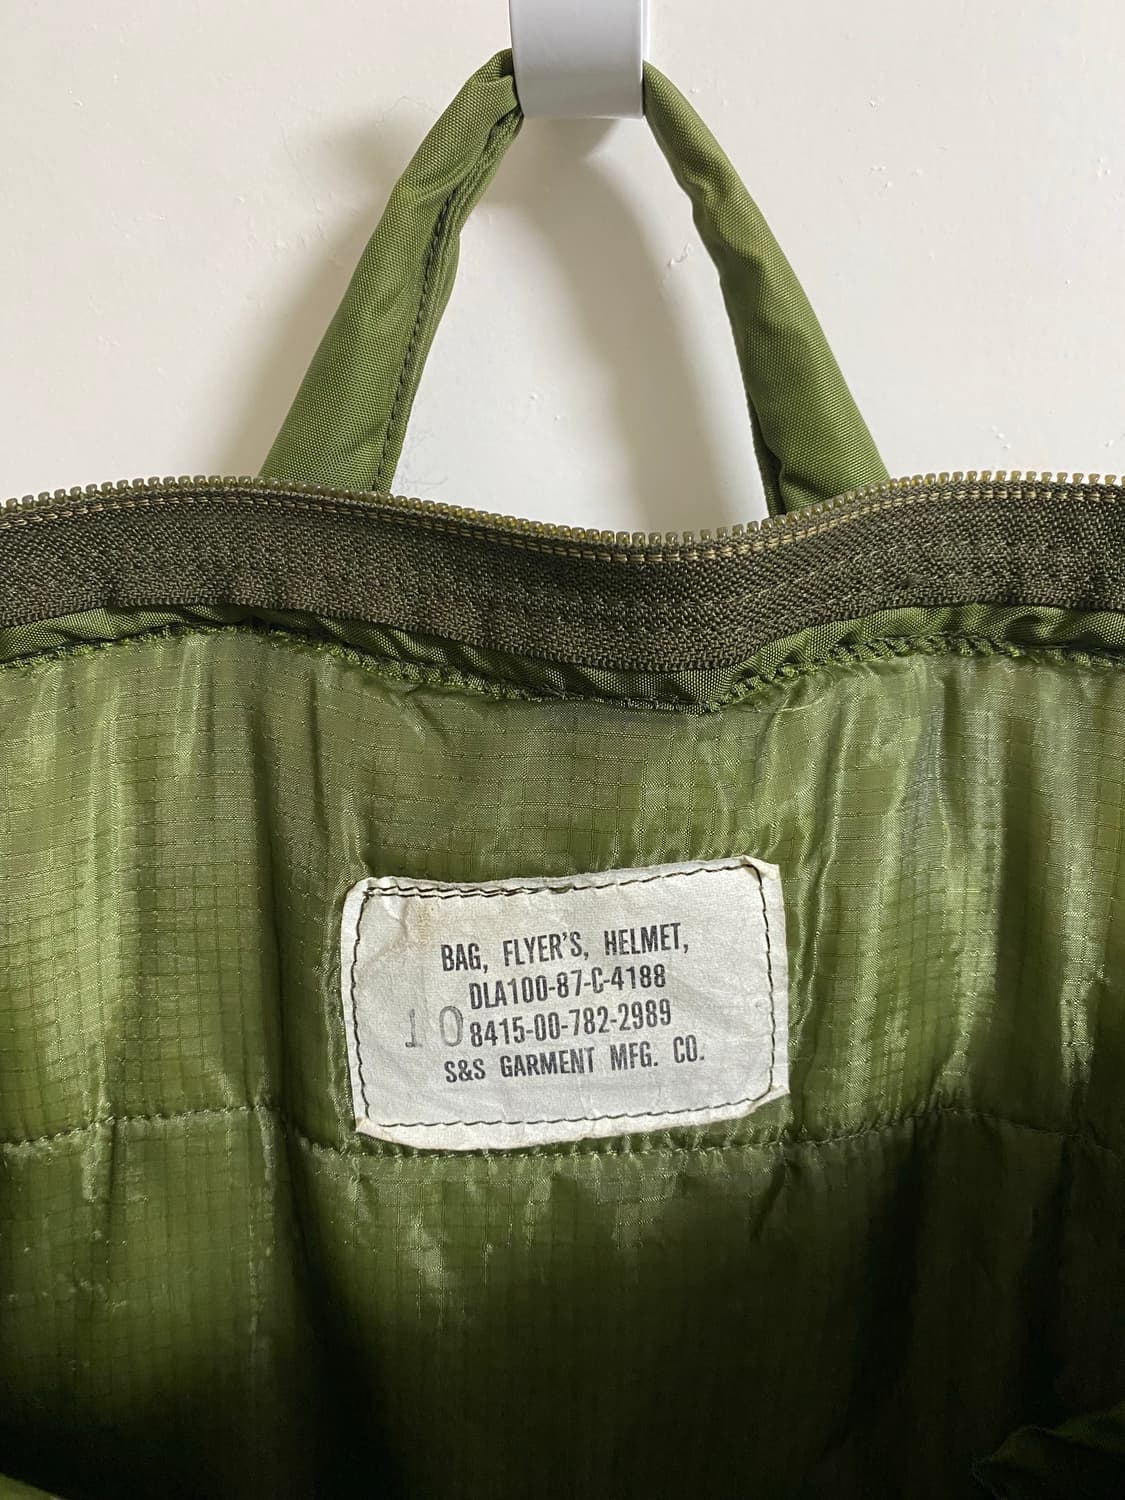 BAG, FLYER'S, HELMET,
DLA100-87-C-4188
10 8415-00-782-2989
S&S GARMENT MFG. CO.